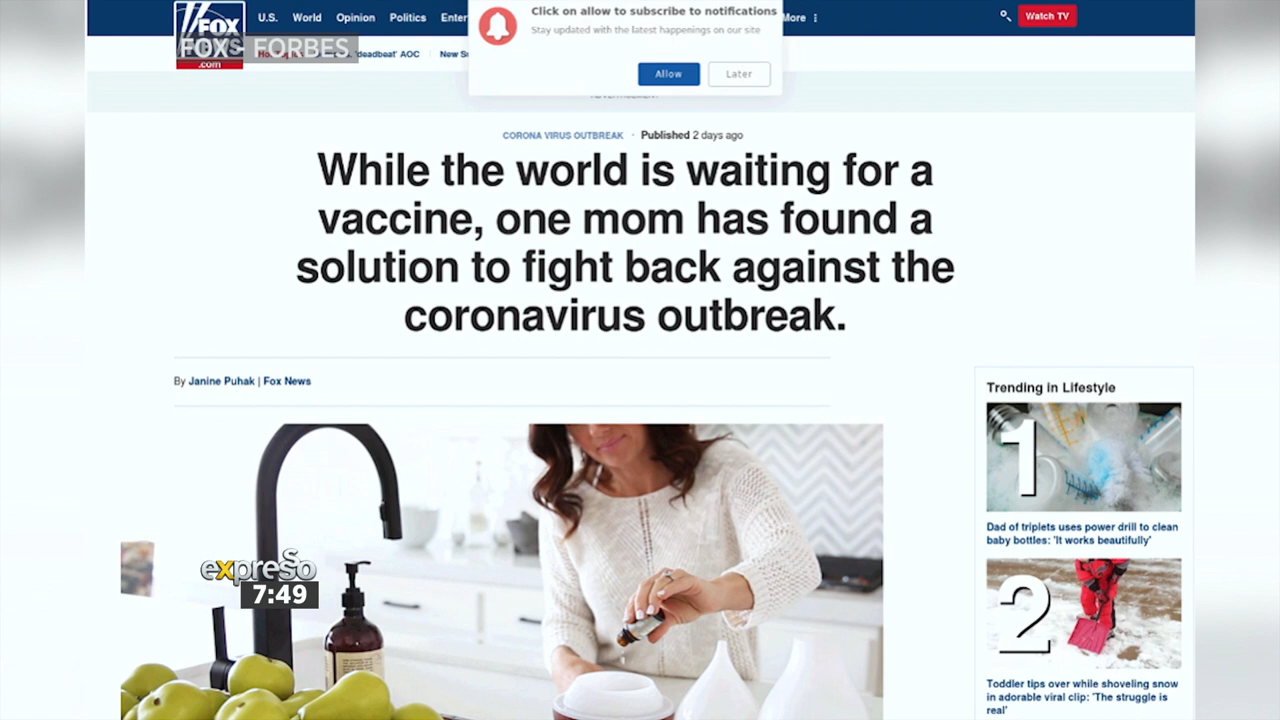 FOX
NEWS
.com
FOX - FORBES
U.S. World Opinion Politics
More
Watch TV
'deadbeat' AOC
Click on allow to subscribe to notifications
Stay updated with the latest happenings on our site
Allow Later
CORONA VIRUS OUTBREAK · Published 2 days ago
While the world is waiting for a
vaccine, one mom has found a
solution to fight back against the
coronavirus outbreak.
By Janine Puhak | Fox News
Trending in Lifestyle
1
Dad of triplets uses power drill to clean
baby bottles: 'It works beautifully'
2
Toddler tips over while shoveling snow
in adorable viral clip: 'The struggle is
real'
expresso
7:49